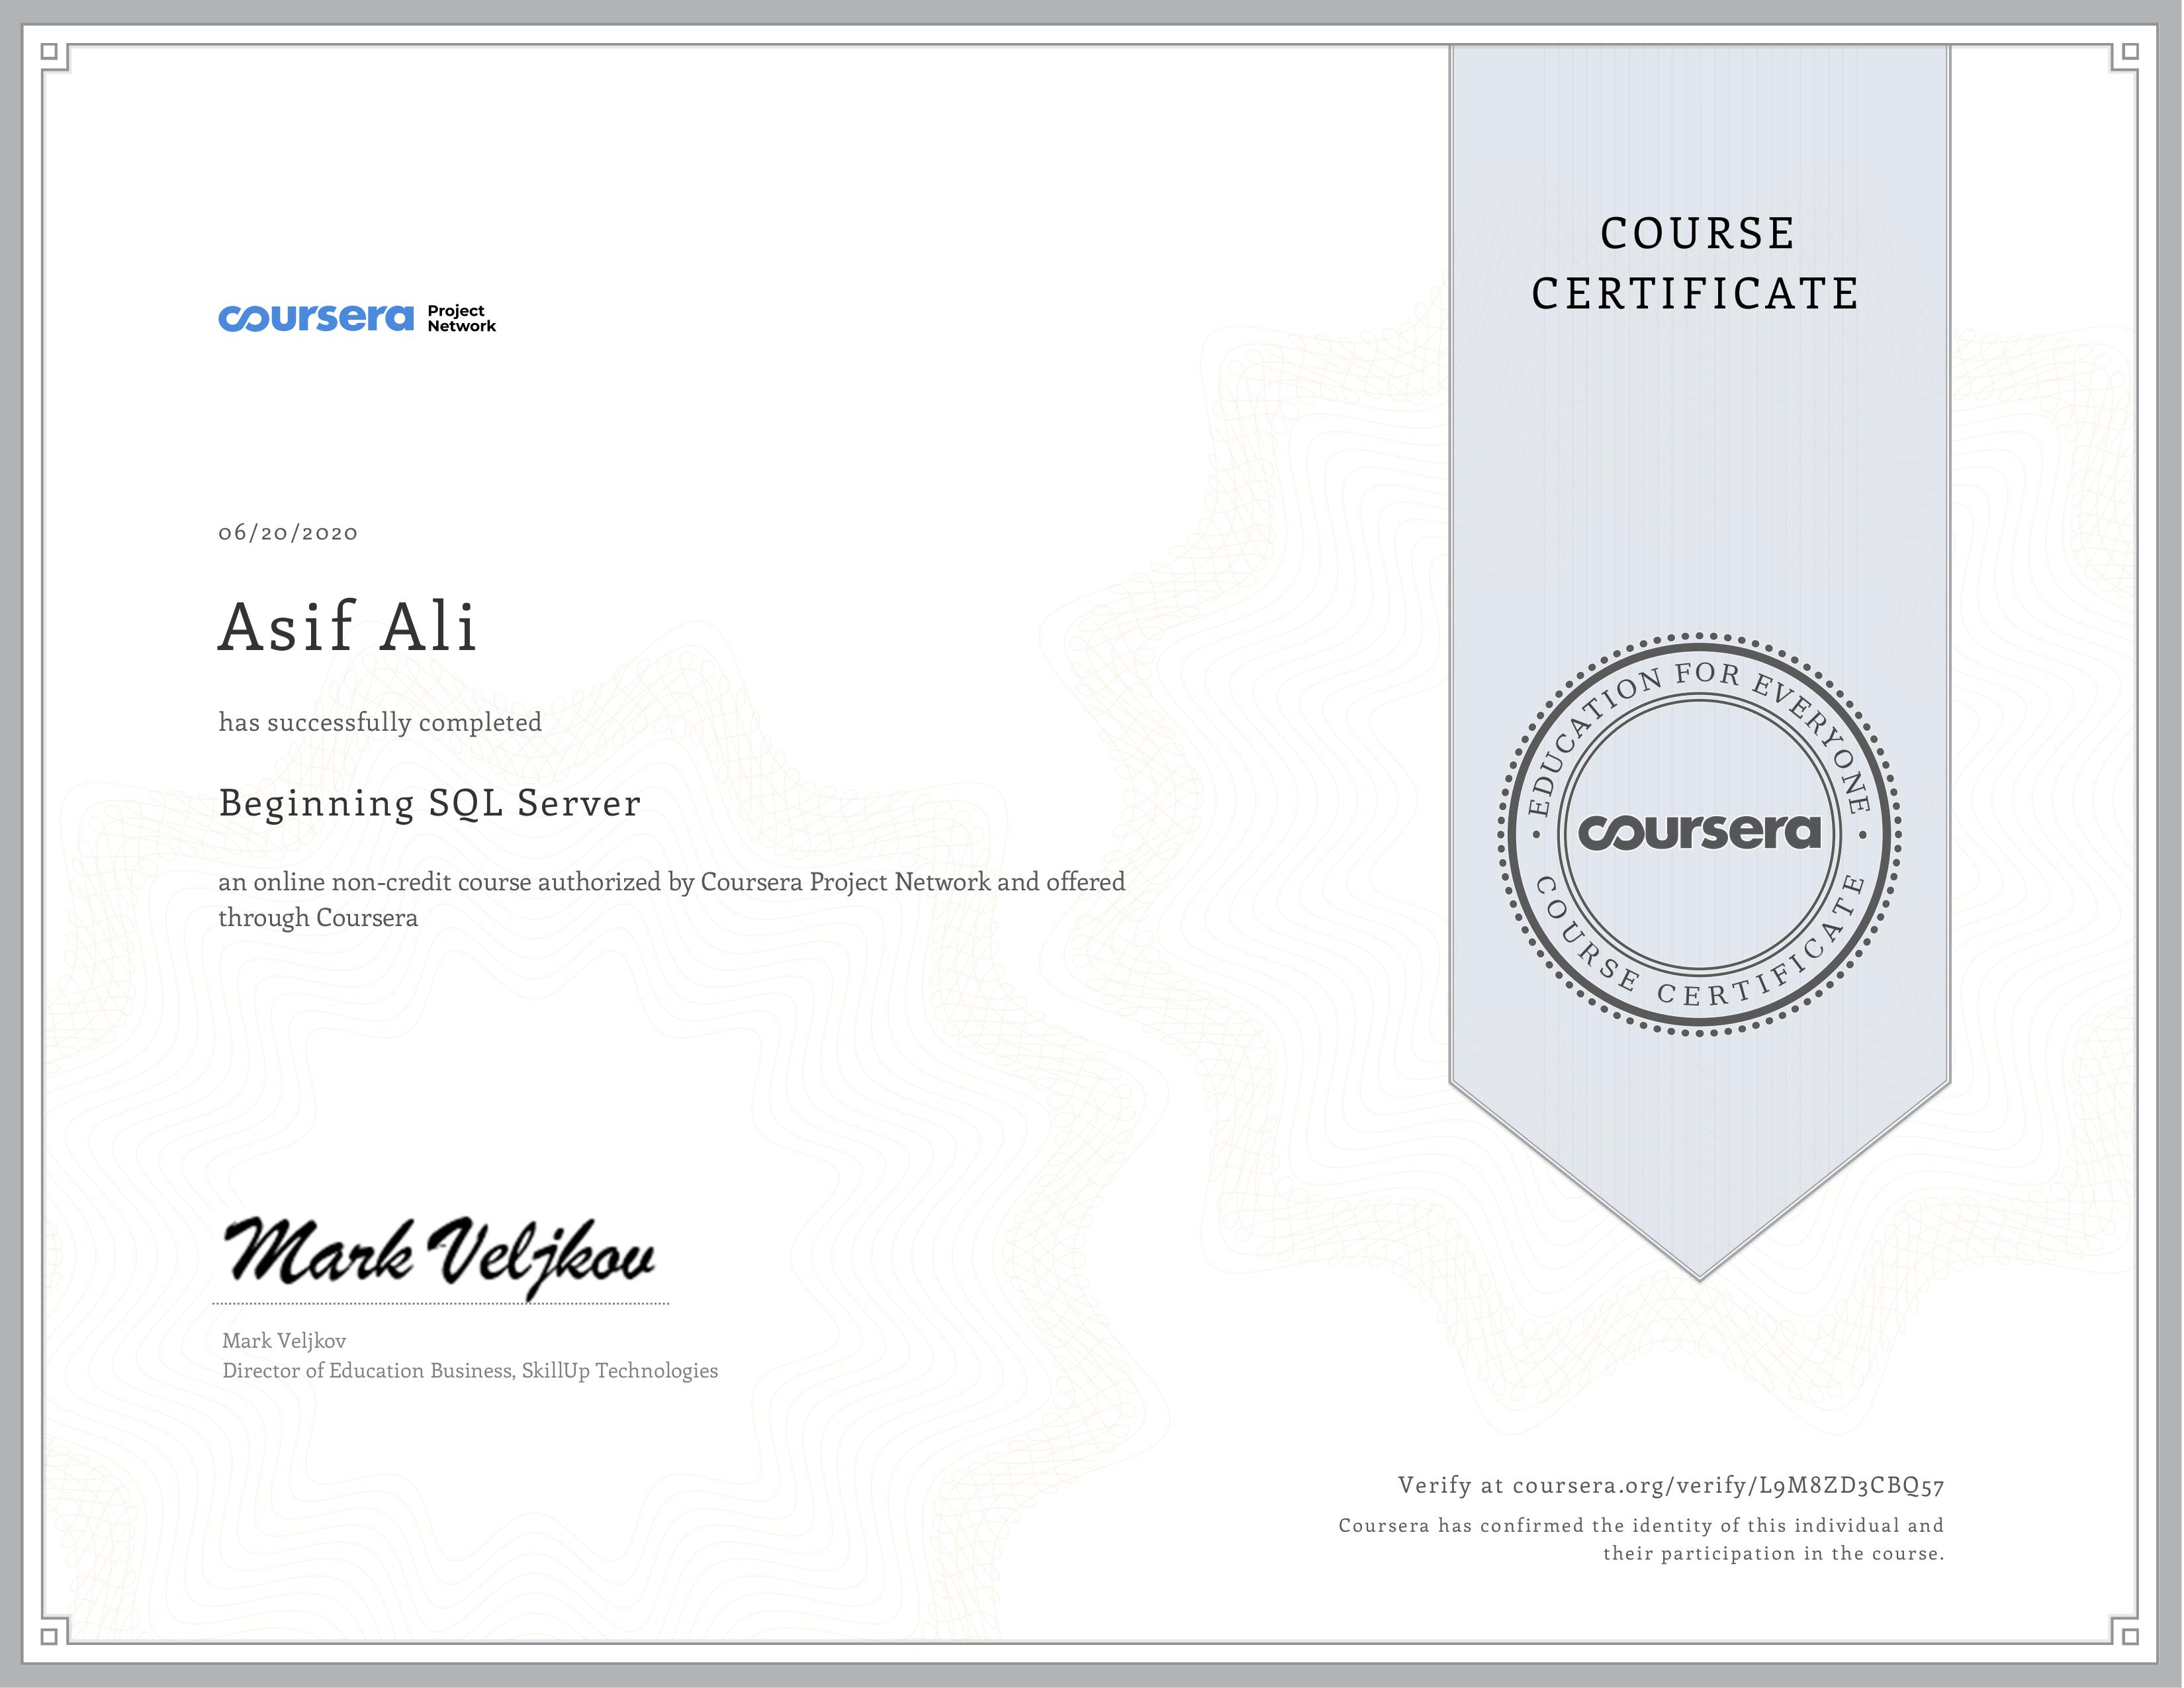 coursera Project Network
06/20/2020
Asif Ali
has successfully completed
Beginning SQL Server
an online non-credit course authorized by Coursera Project Network and offered
through Coursera
Mark Veljkov
Mark Veljkov
Director of Education Business, SkillUp Technologies
COURSE
CERTIFICATE
EDUCATION FOR EVERYONE
coursera
COURSE CERTIFICATE
Verify at coursera.org/verify/L9M8ZD3CBQ57
Coursera has confirmed the identity of this individual and
their participation in the course.